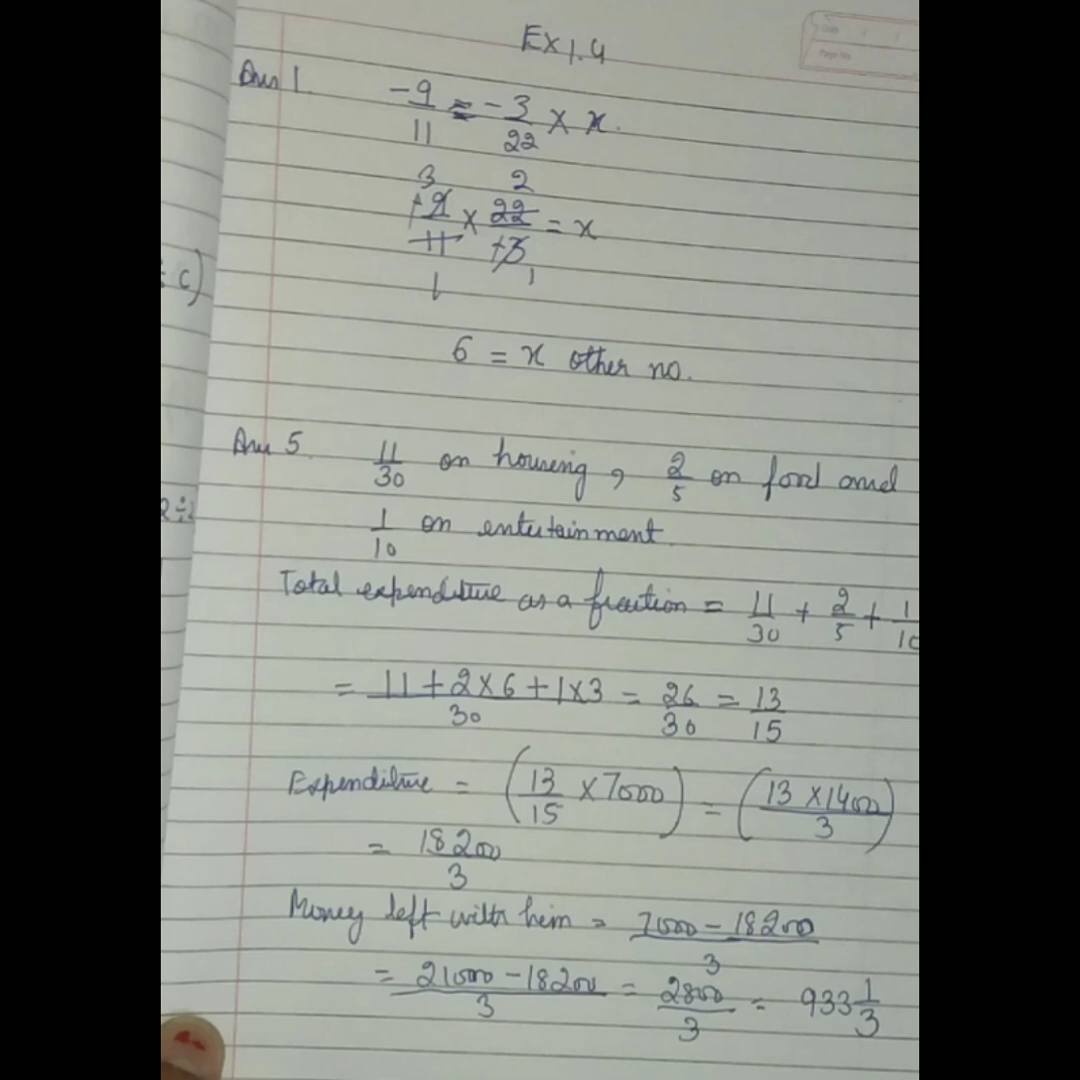 Ex 1.4
Ans 1.
-9/11 = -3/22 × x.
3 2
-9/11 × 22/-3 = x
1 1
6 = x other no.
Ans 5. 11/30 on housing, 2/5 on food and
1/10 on entertainment.
Total expenditure as a fraction = 11/30 + 2/5 + 1/10
= 11+2×6+1×3/30 = 26/30 = 13/15
Expenditure = (13/15 ×7000) = (13×1400/3)
= 18200/3
Money left with him = 7000-18200/3
= 21000-18200/3 = 2800/3 = 933 1/3
c)